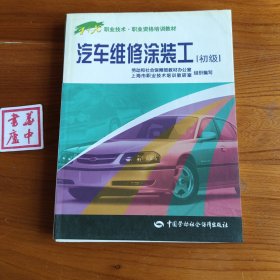 1+X 职业技术·职业资格培训教材
汽车维修涂装工[初级]
劳动和社会保障部教材办公室
上海市职业技术培训教研室
组织编写
书中舊
中国劳动社会保障出版社